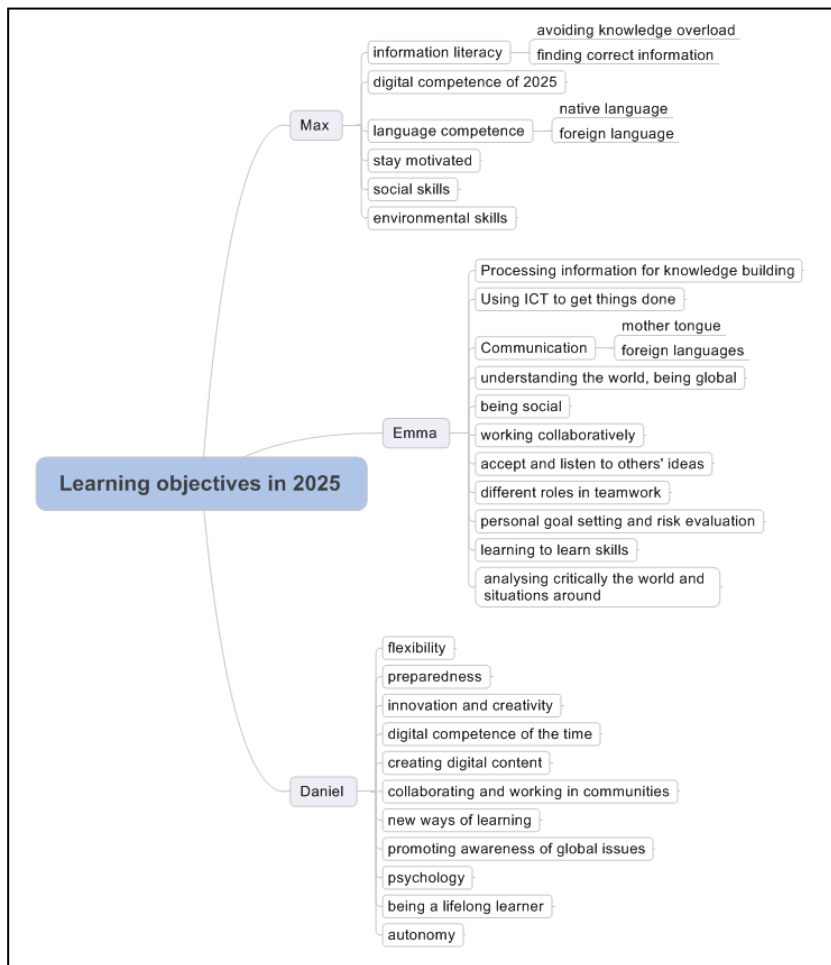 avoiding knowledge overload
information literacy
finding correct information
digital competence of 2025
native language
Max
language competence
foreign language
stay motivated
social skills
environmental skills
Processing information for knowledge building
Using ICT to get things done
mother tongue
Communication
foreign languages
understanding the world, being global
being social
Emma
working collaboratively
accept and listen to others' ideas
Learning objectives in 2025
different roles in teamwork
personal goal setting and risk evaluation
learning to learn skills
analysing critically the world and
situations around
flexibility
preparedness
innovation and creativity
digital competence of the time
creating digital content
Daniel
collaborating and working in communities
new ways of learning
promoting awareness of global issues
psychology
being a lifelong learner
autonomy